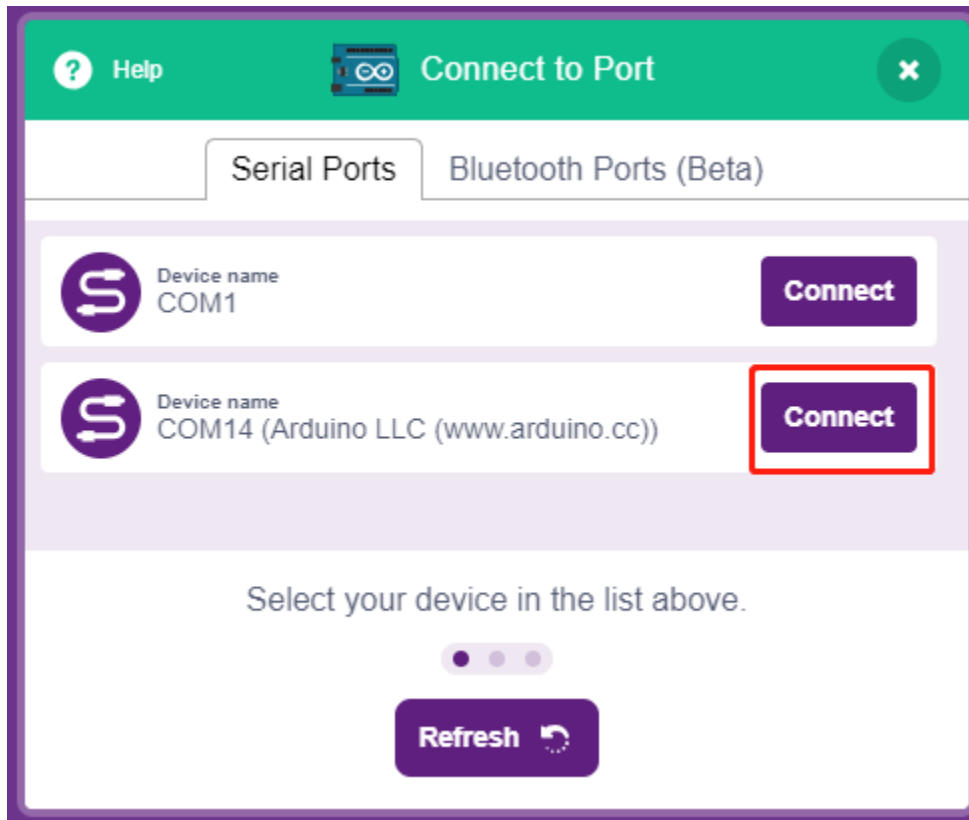 ? Help
Connect to Port
Serial Ports
Bluetooth Ports (Beta)
Device name
COM1
Connect
Device name
COM14 (Arduino LLC (www.arduino.cc))
Connect
Select your device in the list above.
Refresh